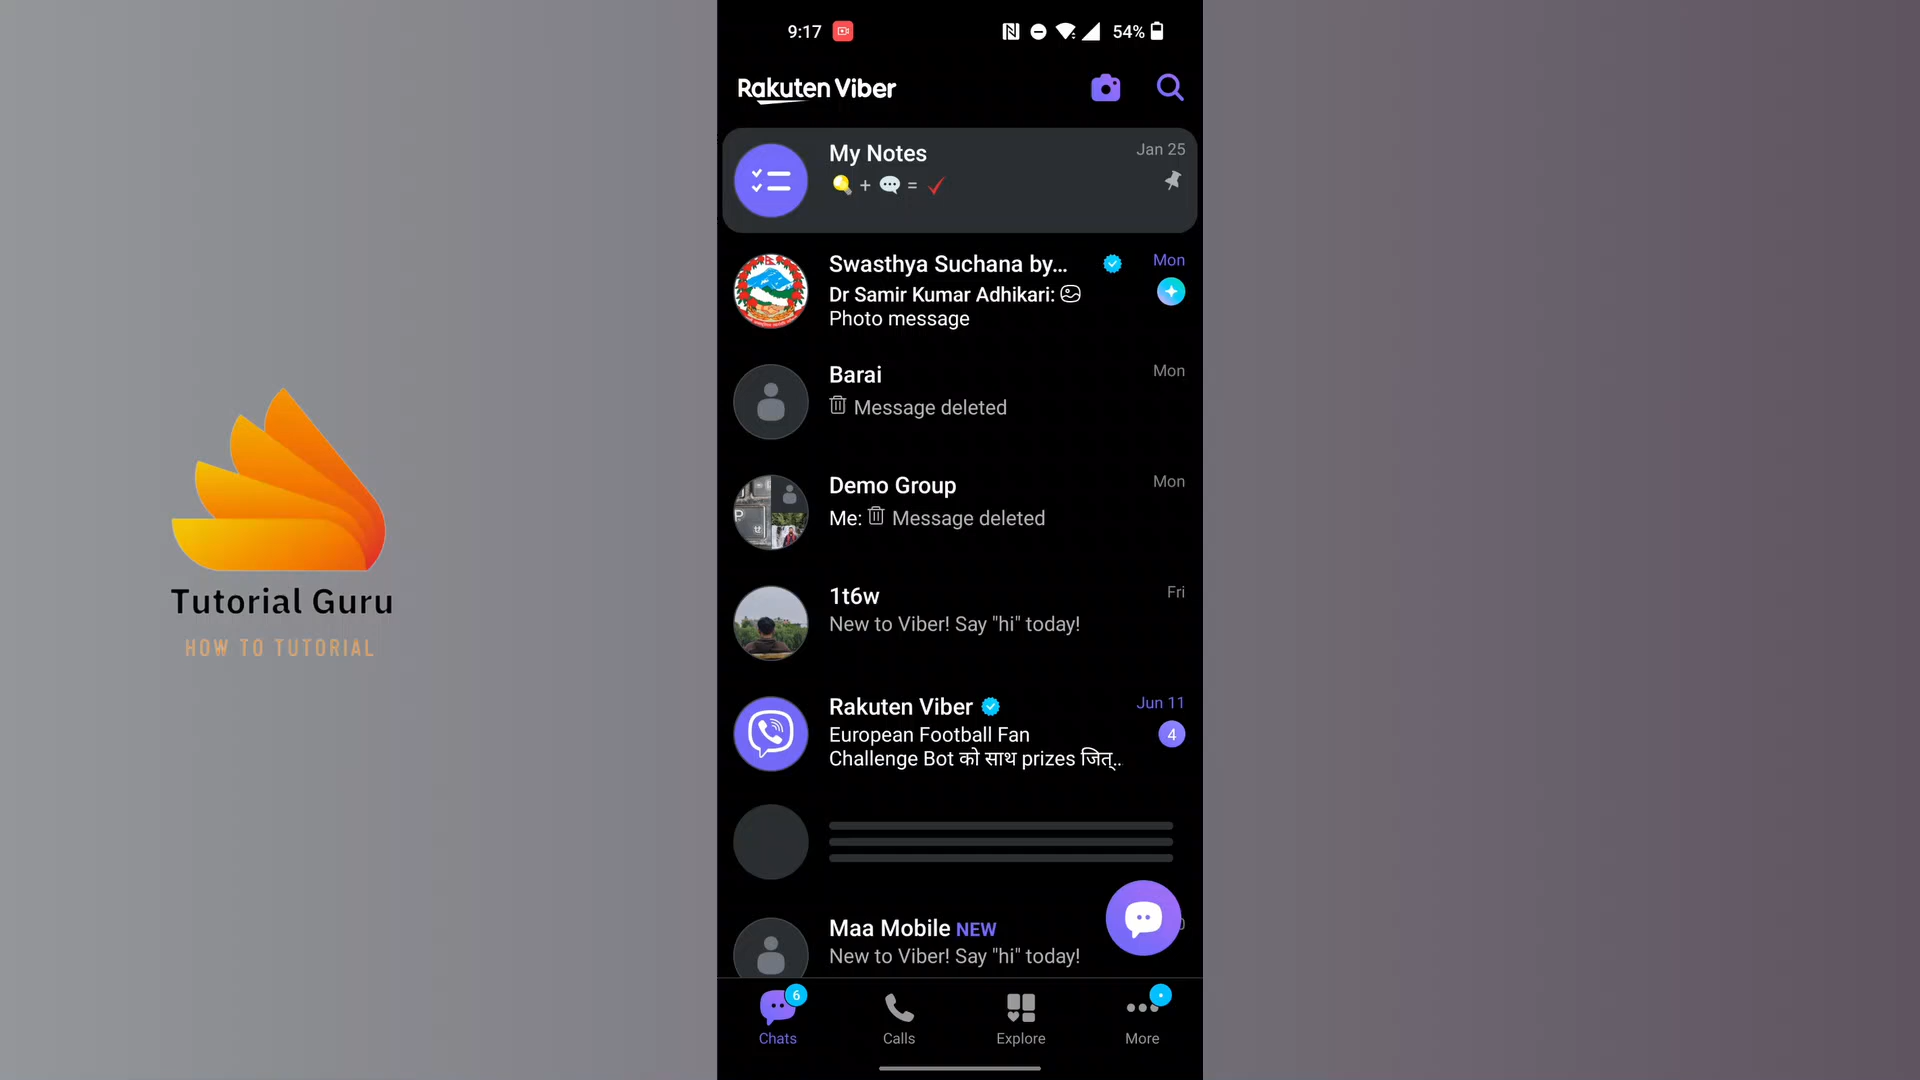 9:17
54%
Rakuten Viber
My Notes
Jan 25
+ =
Swasthya Suchana by...
Mon
Dr Samir Kumar Adhikari:
Photo message
Barai
Mon
Message deleted
Demo Group
Mon
Me: Message deleted
1t6w
Fri
New to Viber! Say "hi" today!
Rakuten Viber
Jun 11
European Football Fan
4
Challenge Bot को साथ prizes जित्...
Maa Mobile NEW
New to Viber! Say "hi" today!
6
Chats
Calls
Explore
More
Tutorial Guru
HOW TO TUTORIAL